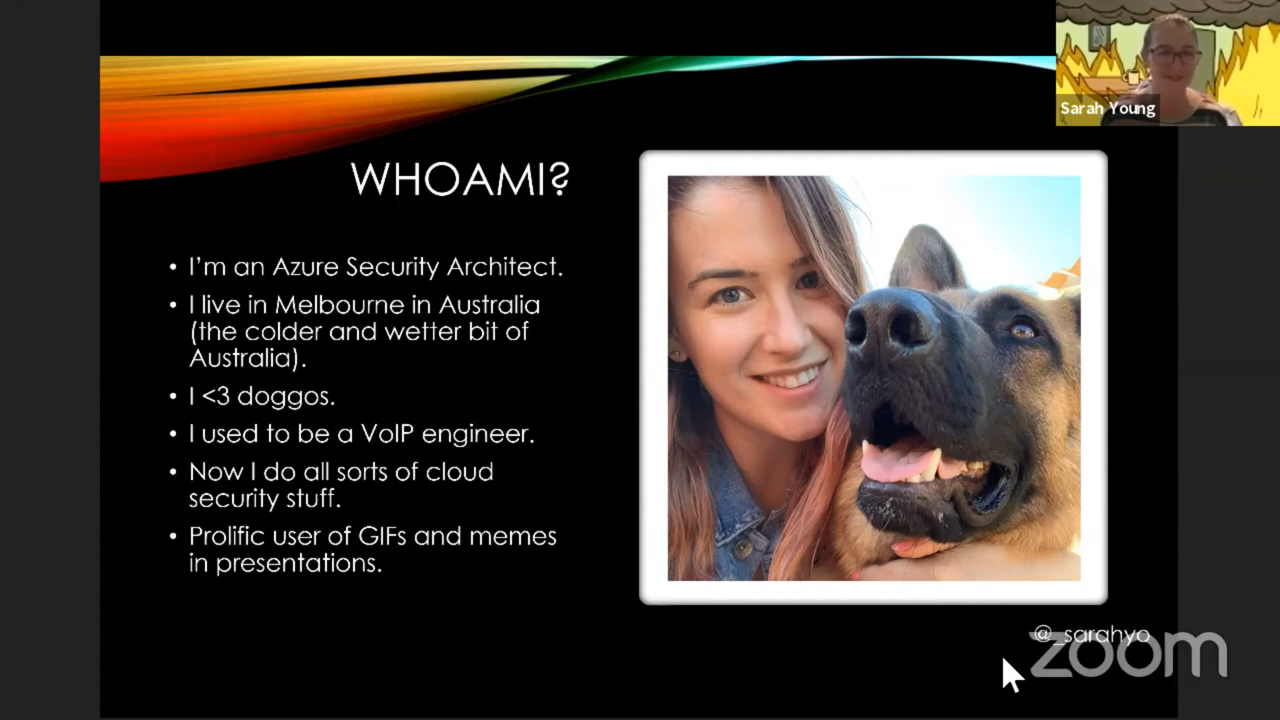 Sarah Young
WHOAMI?
• I'm an Azure Security Architect.
• I live in Melbourne in Australia
(the colder and wetter bit of
Australia).
• I <3 doggos.
• I used to be a VoIP engineer.
• Now I do all sorts of cloud
security stuff.
• Prolific user of GIFs and memes
in presentations.
@_sarahyo
zoom